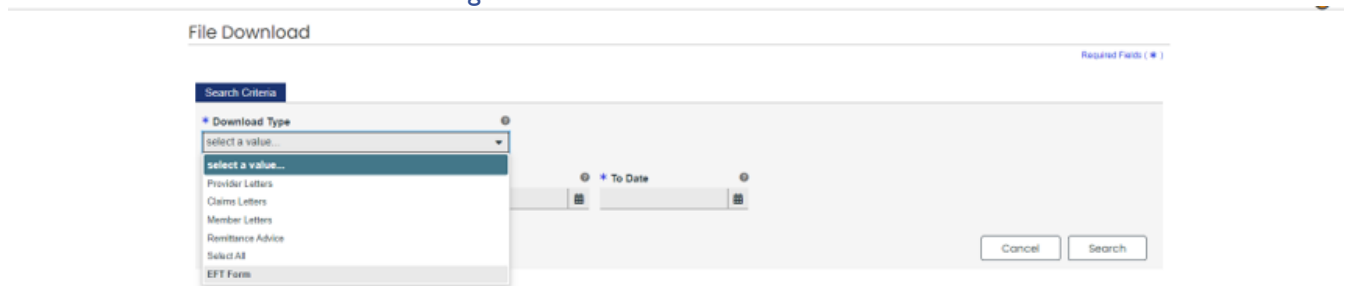 File Download
Required Fields ( * )
Search Criteria
* Download Type
select a value...
select a value...
Provider Letters
* To Date
Claims Letters
Member Letters
Remittance Advice
Cancel Search
Select All
EFT Form